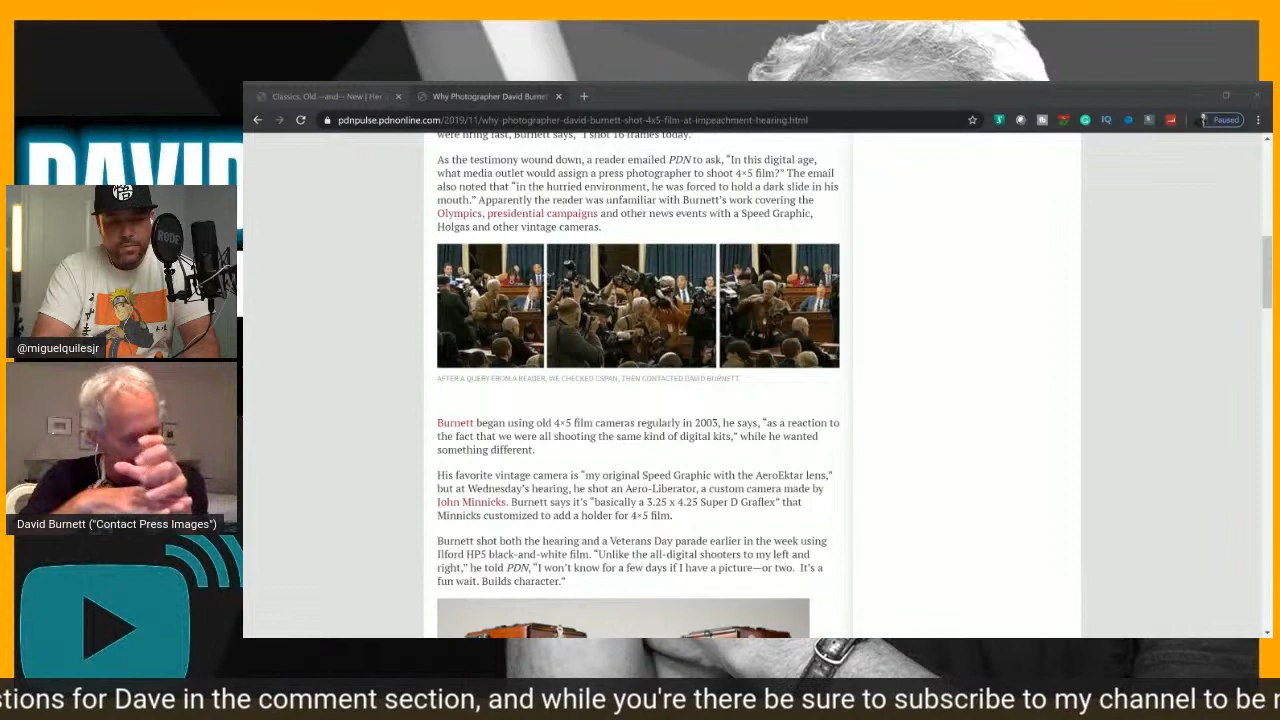 DAVID
Classics, Old --and-- New | Her
Why Photographer David Burne
pdnpulse.pdnonline.com/2019/11/why-photographer-david-burnett-shot-4x5-film-at-impeachment-hearing.html
Paused
were firing fast, Burnett says, “I shot 16 frames today.”
As the testimony wound down, a reader emailed PDN to ask, “In this digital age,
what media outlet would assign a press photographer to shoot 4×5 film?” The email
also noted that “in the hurried environment, he was forced to hold a dark slide in his
mouth.” Apparently the reader was unfamiliar with Burnett’s work covering the
Olympics, presidential campaigns and other news events with a Speed Graphic,
Holgas and other vintage cameras.
AFTER A QUERY FROM A READER, WE CHECKED CSPAN, THEN CONTACTED DAVID BURNETT.
Burnett began using old 4×5 film cameras regularly in 2003, he says, “as a reaction to
the fact that we were all shooting the same kind of digital kits,” while he wanted
something different.
His favorite vintage camera is “my original Speed Graphic with the AeroEktar lens,”
but at Wednesday’s hearing, he shot an Aero-Liberator, a custom camera made by
John Minnicks. Burnett says it’s “basically a 3.25 x 4.25 Super D Graflex” that
Minnicks customized to add a holder for 4×5 film.
Burnett shot both the hearing and a Veterans Day parade earlier in the week using
Ilford HP5 black-and-white film. “Unlike the all-digital shooters to my left and
right,” he told PDN, “I won’t know for a few days if I have a picture—or two.  It’s a
fun wait. Builds character.”
RODE
@miguelquilesjr
David Burnett ("Contact Press Images")
stions for Dave in the comment section, and while you're there be sure to subscribe to my channel to be